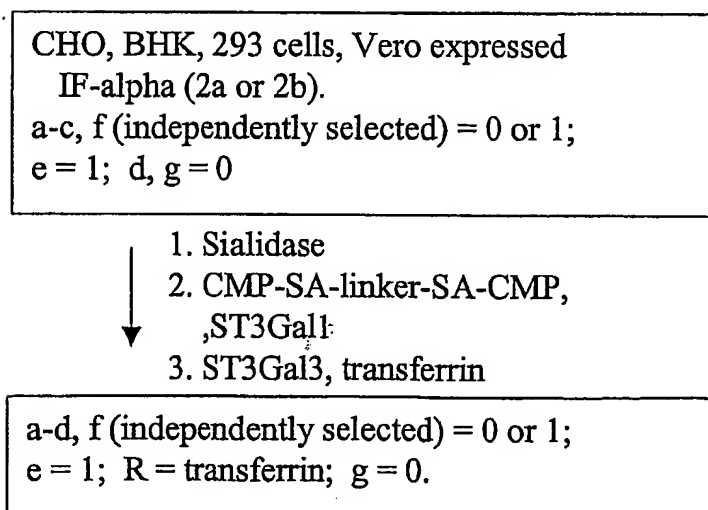 CHO, BHK, 293 cells, Vero expressed
IF-alpha (2a or 2b).
a-c, f (independently selected) = 0 or 1;
e = 1; d, g = 0
1. Sialidase
2. CMP-SA-linker-SA-CMP,
,ST3Gal1
3. ST3Gal3, transferrin
a-d, f (independently selected) = 0 or 1;
e = 1; R = transferrin; g = 0.